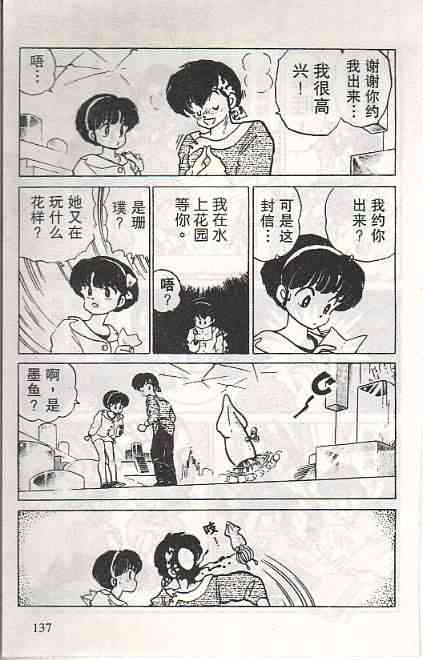 谢谢你约
我出来…
我很高
兴！
唔…
我约你
出来？
可是这
封信…
我在水
上花园
等你。
唔？
是珊
璞？
她又在
玩什么
花样？
啊，是
墨鱼？
吱！
137